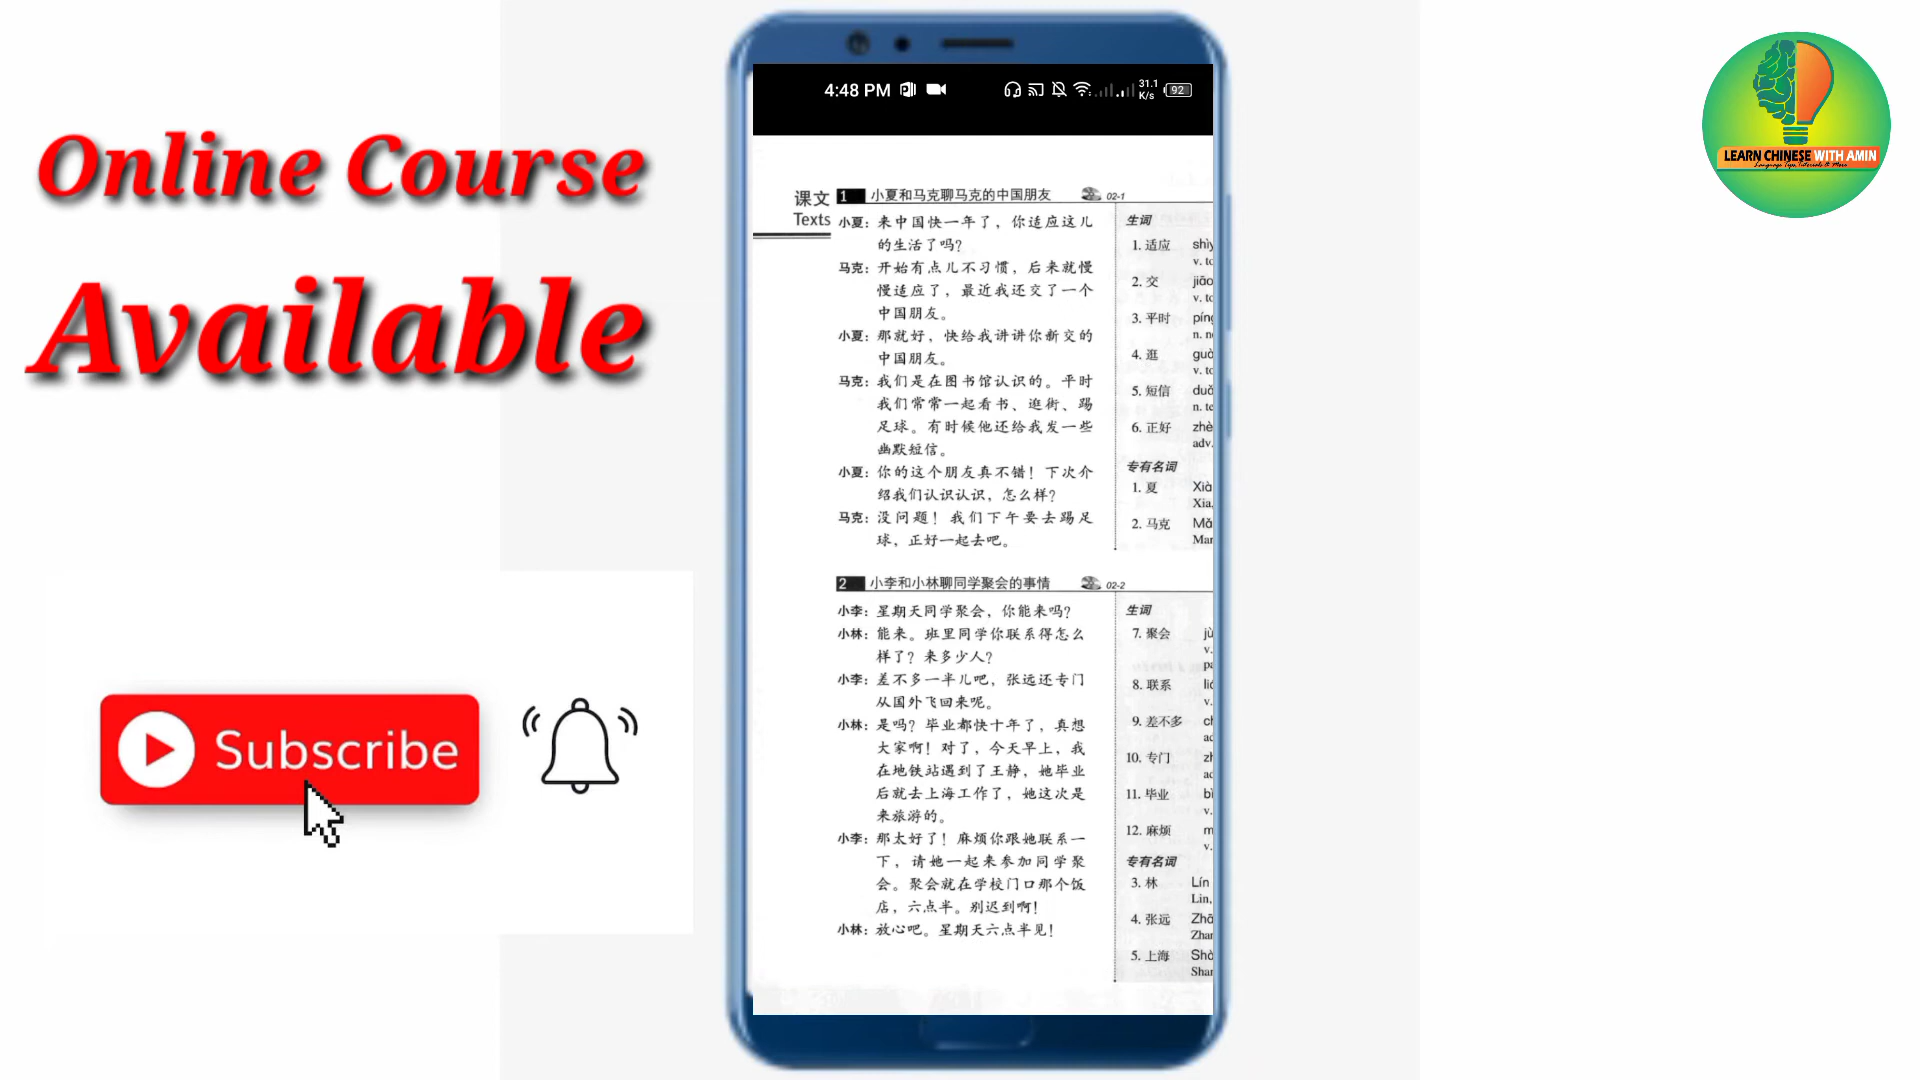 Online Course
Available
Subscribe
4:48 PM
31.1
K/s
92
课文
Texts
1 小夏和马克聊马克的中国朋友 02-1
小夏：来中国快一年了，你适应这儿
的生活了吗？
马克：开始有点儿不习惯，后来就慢
慢适应了，最近我还交了一个
中国朋友。
小夏：那就好，快给我讲讲你新交的
中国朋友。
马克：我们是在图书馆认识的。平时
我们常常一起看书、逛街、踢
足球。有时候他还给我发一些
幽默短信。
小夏：你的这个朋友真不错！下次介
绍我们认识认识，怎么样？
马克：没问题！我们下午要去踢足
球，正好一起去吧。
生词
1. 适应
v. to
2. 交 jiāo
v. to
3. 平时
n.
4. 逛
v. to
5. 短信
n. te
6. 正好
adv.
专有名词
1. 夏 Xià
Xia,
2. 马克 Mǎ
Mar
2 小李和小林聊同学聚会的事情 02-2
小李：星期天同学聚会，你能来吗？
小林：能来。班里同学你联系得怎么
样了？来多少人？
小李：差不多一半儿吧，张远还专门
从国外飞回来呢。
小林：是吗？毕业都快十年了，真想
大家啊！对了，今天早上，我
在地铁站遇到了王静，她毕业
后就去上海工作了，她这次是
来旅游的。
小李：那太好了！麻烦你跟她联系一
下，请她一起来参加同学聚
会。聚会就在学校门口那个饭
店，六点半。别迟到啊！
小林：放心吧。星期天六点半见！
生词
7. 聚会 jù
v.
pa
8. 联系
v.
9. 差不多
10. 专门
11. 毕业
v.
12. 麻烦 m
v.
专有名词
3. 林 Lín
Lin,
4. 张远 Zhā
Zhan
5. 上海
Shan
LEARN CHINESE WITH AMIN